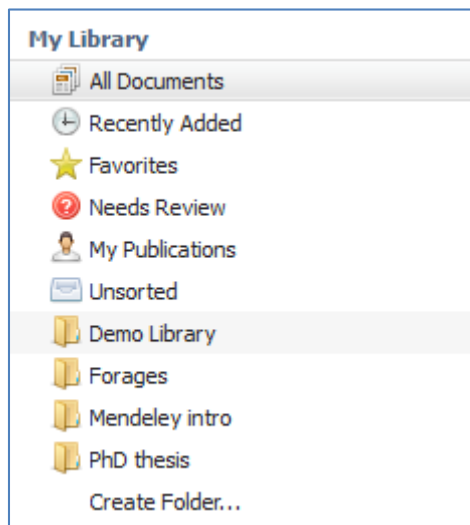 My Library
All Documents
Recently Added
Favorites
Needs Review
My Publications
Unsorted
Demo Library
Forages
Mendeley intro
PhD thesis
Create Folder...